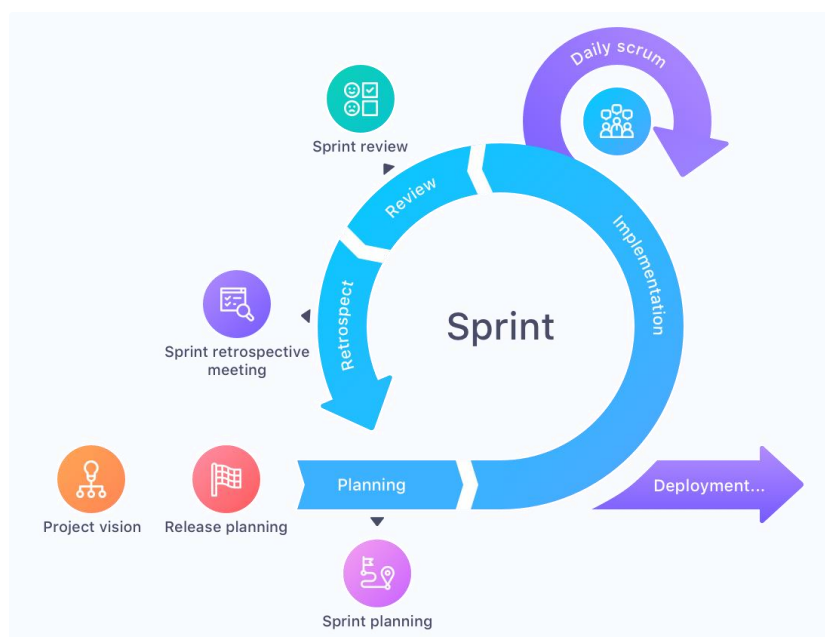 Daily scrum
Sprint review
Review
Implementation
Retrospect
Sprint
Sprint retrospective
meeting
Planning
Deployment...
Project vision
Release planning
Sprint planning